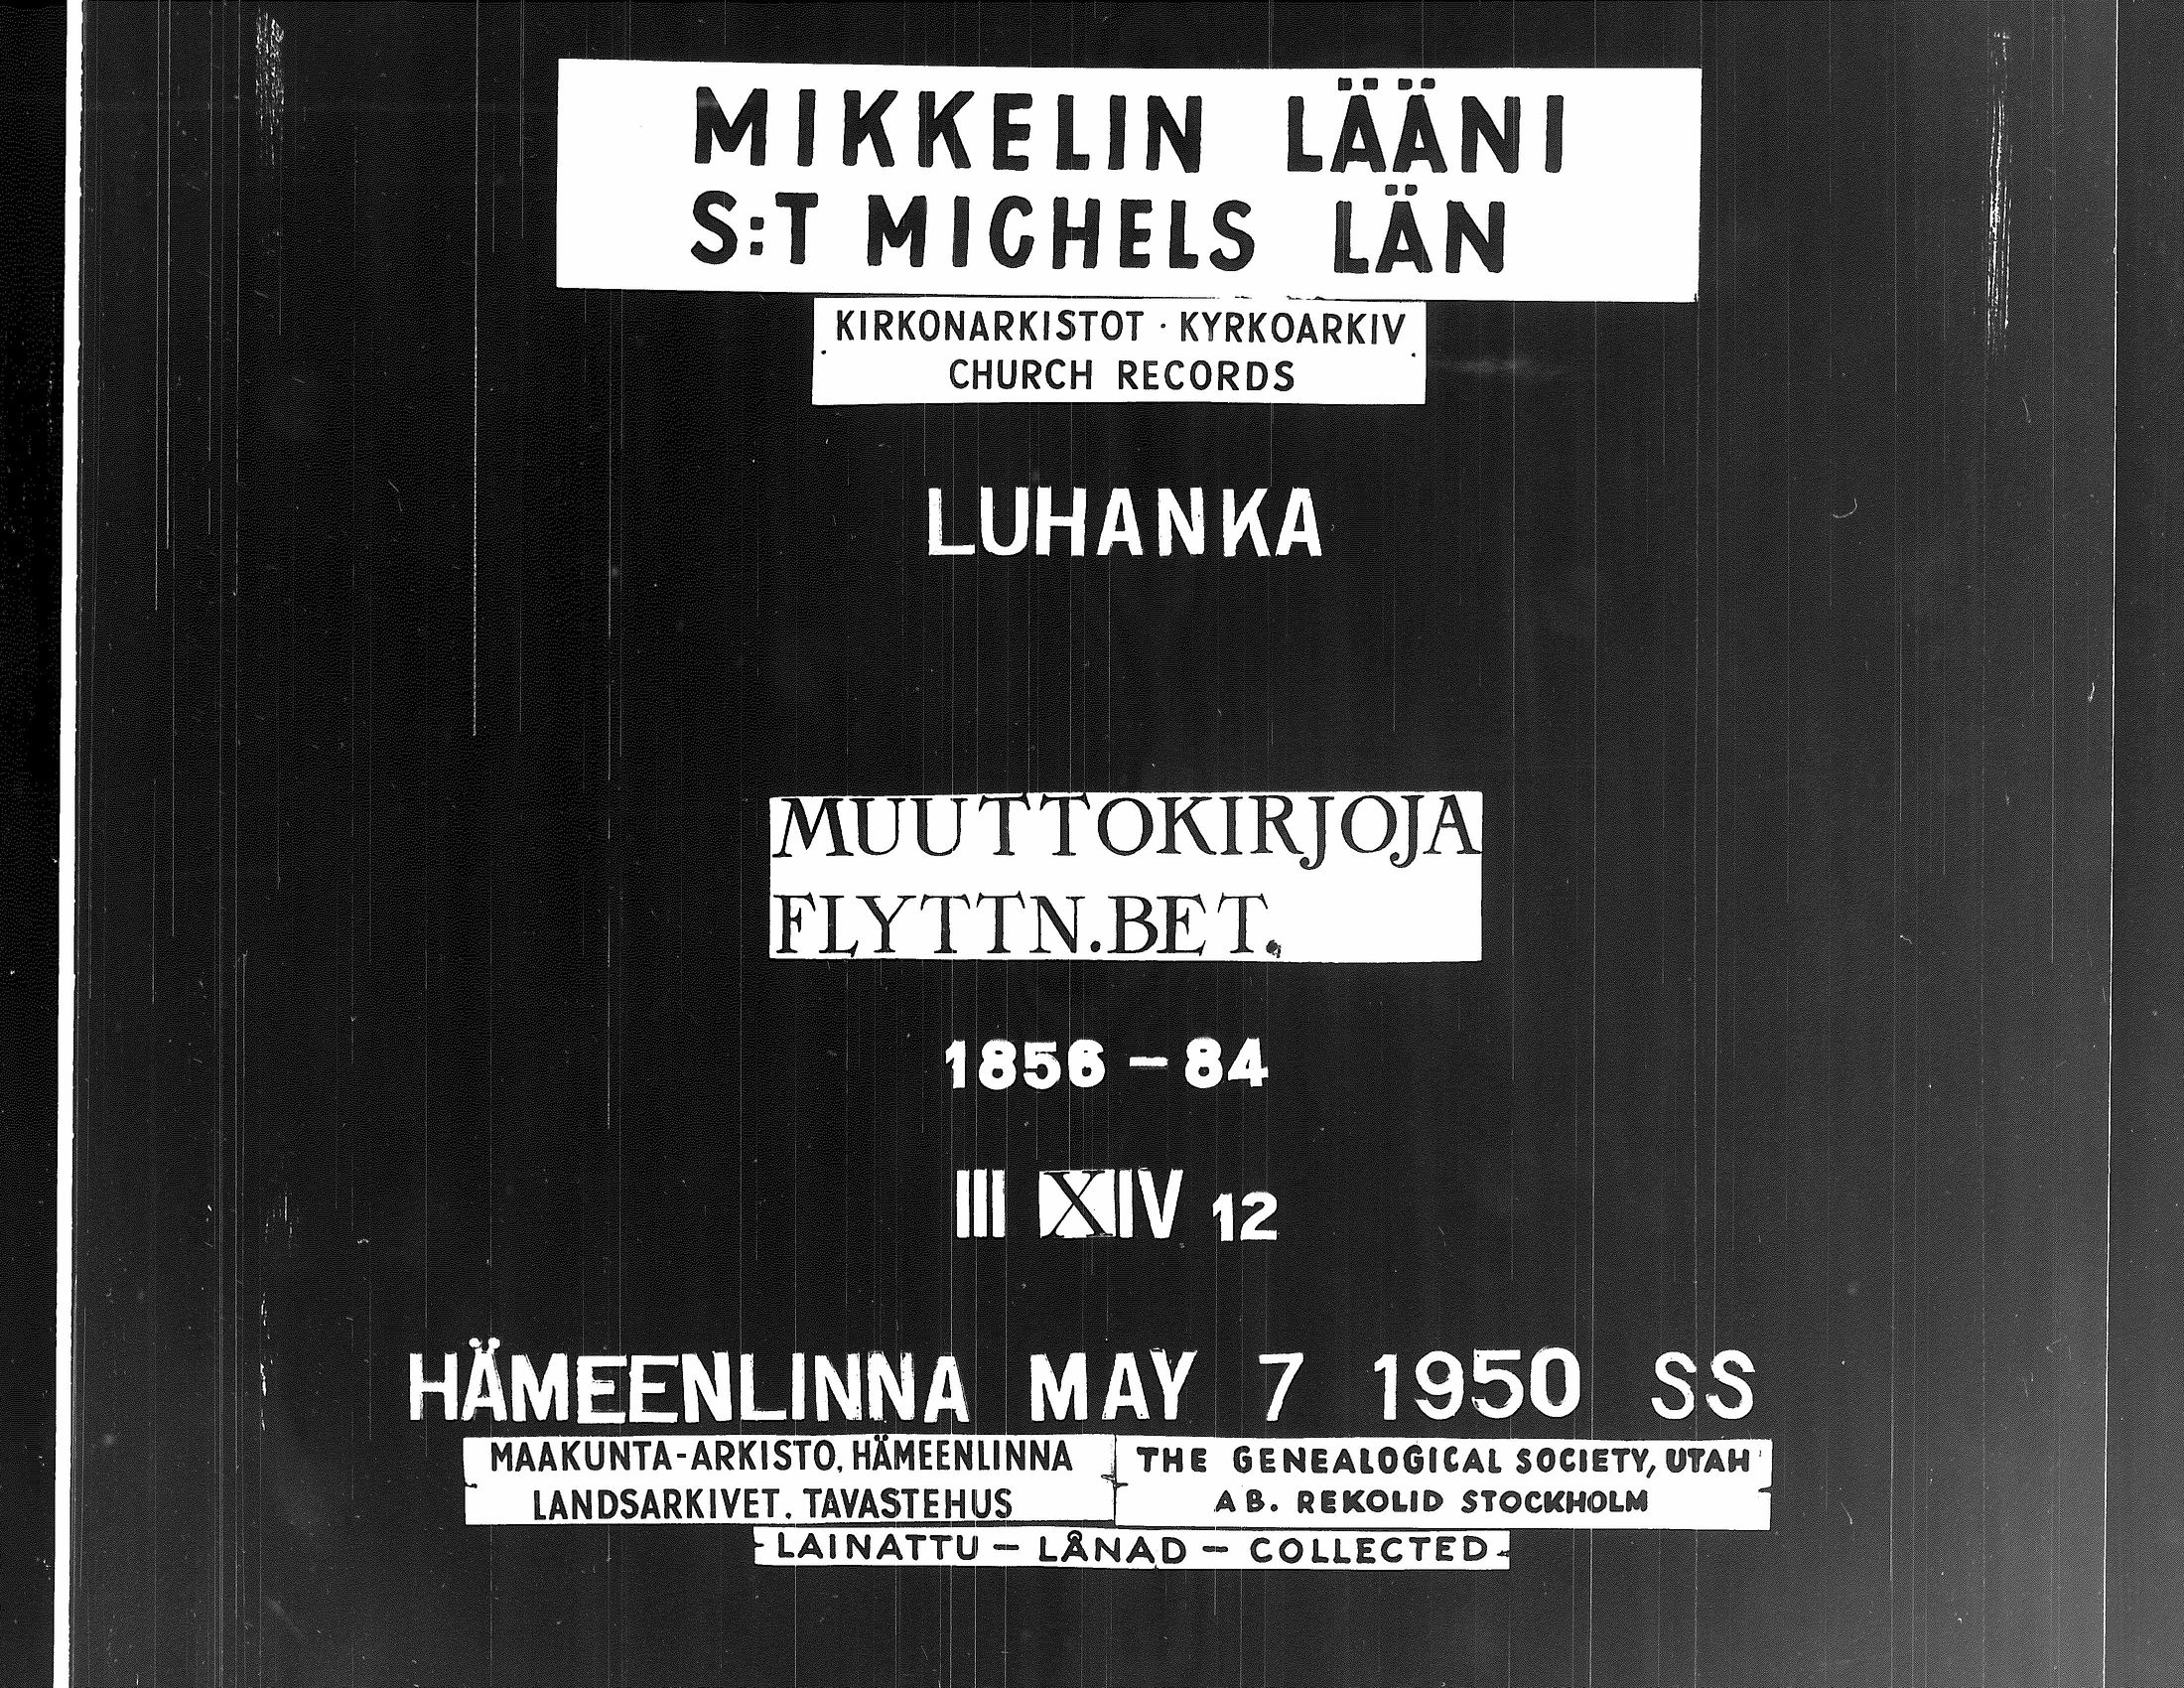 MIKKELIN LÄÄNI
S:T MICHELS LÄN
KIRKONARKISTOT · KYRKOARKIV
CHURCH RECORDS
LUHANKA
MUUTTOKIRJOJA
FLYTTN.BET.
1856 – 84
III XIV 12
HÄMEENLINNA MAY 7 1950 SS
MAAKUNTA-ARKISTO, HÄMEENLINNA
LANDSARKIVET. TAVASTEHUS
THE GENEALOGICAL SOCIETY, UTAH
AB. REKOLID STOCKHOLM
LAINATTU – LÅNAD – COLLECTED